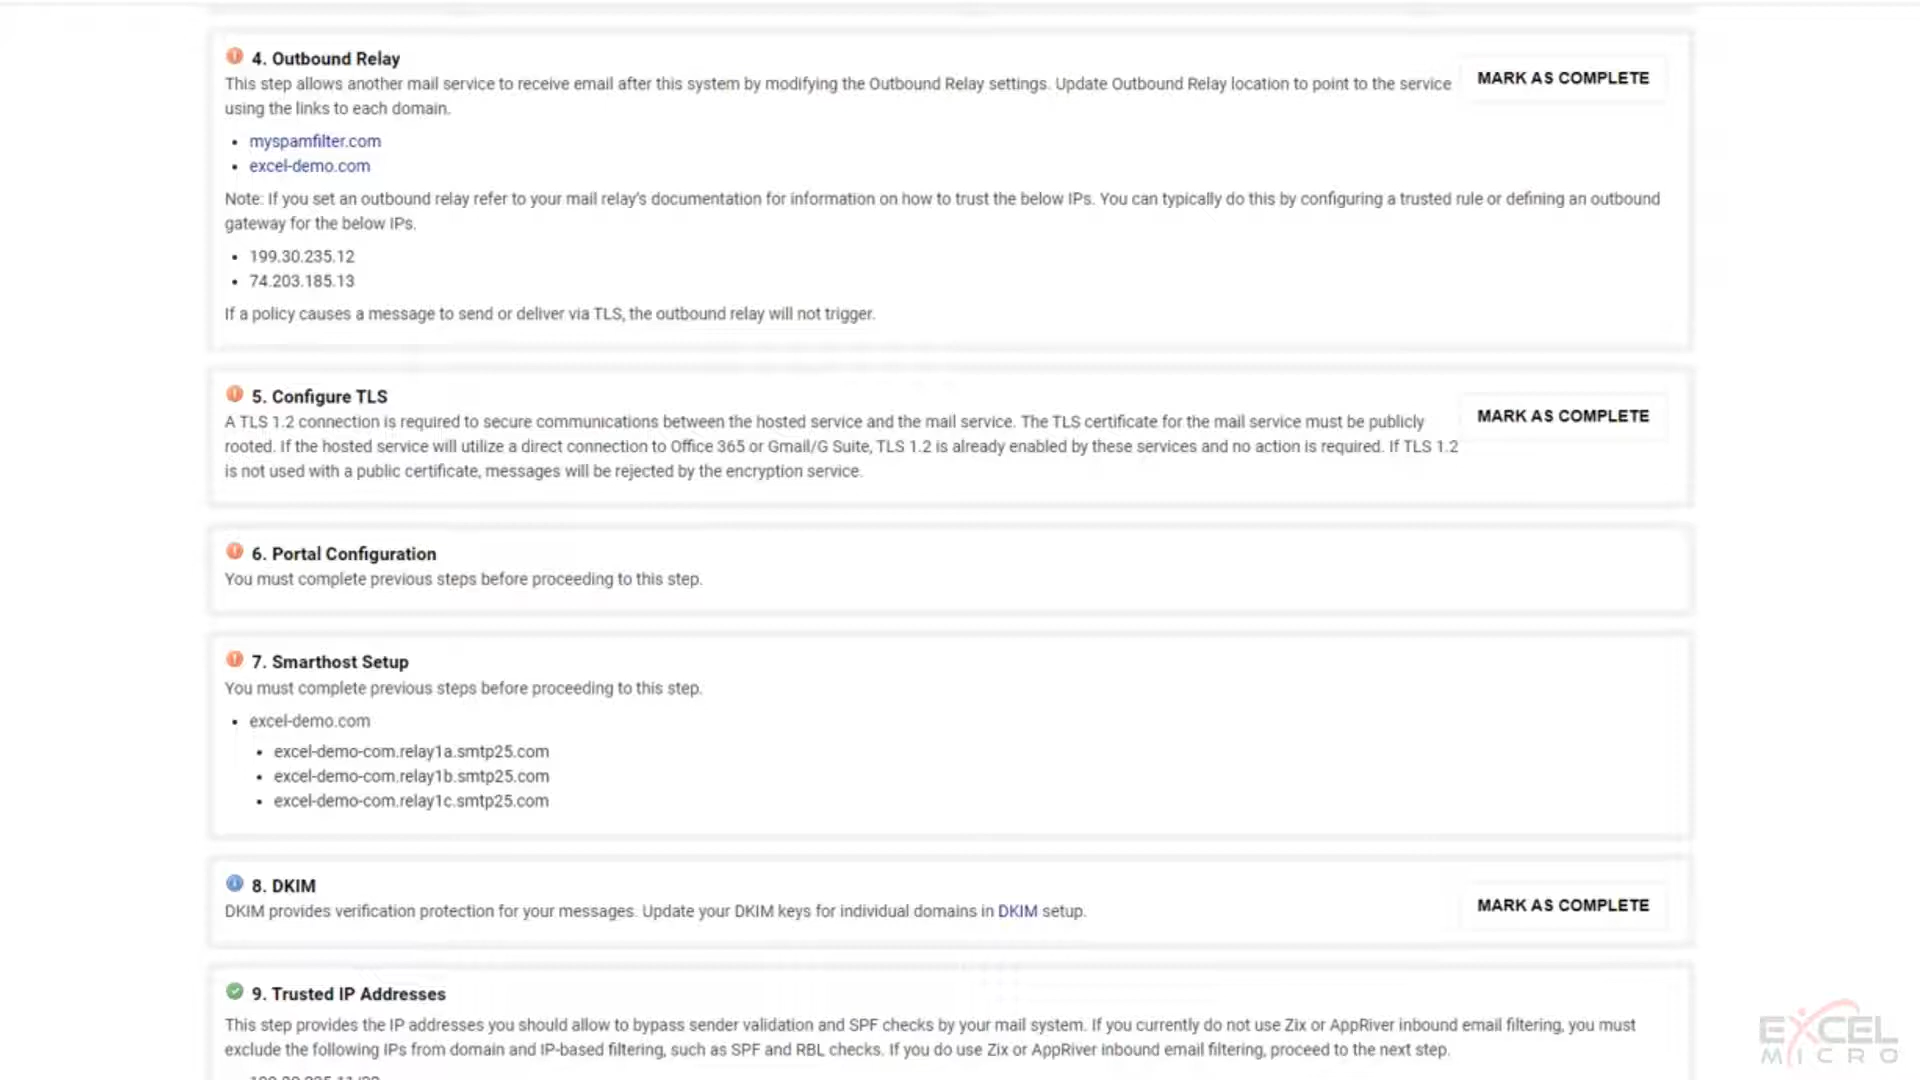 4. Outbound Relay
This step allows another mail service to receive email after this system by modifying the Outbound Relay settings. Update Outbound Relay location to point to the service
using the links to each domain.
MARK AS COMPLETE
• myspamfilter.com
• excel-demo.com
Note: If you set an outbound relay refer to your mail relay's documentation for information on how to trust the below IPs. You can typically do this by configuring a trusted rule or defining an outbound
gateway for the below IPs.
• 199.30.235.12
• 74.203.185.13
If a policy causes a message to send or deliver via TLS, the outbound relay will not trigger.
5. Configure TLS
A TLS 1.2 connection is required to secure communications between the hosted service and the mail service. The TLS certificate for the mail service must be publicly
rooted. If the hosted service will utilize a direct connection to Office 365 or Gmail/G Suite, TLS 1.2 is already enabled by these services and no action is required. If TLS 1.2
is not used with a public certificate, messages will be rejected by the encryption service.
MARK AS COMPLETE
6. Portal Configuration
You must complete previous steps before proceeding to this step.
7. Smarthost Setup
You must complete previous steps before proceeding to this step.
• excel-demo.com
• excel-demo-com.relay1a.smtp25.com
• excel-demo-com.relay1b.smtp25.com
• excel-demo-com.relay1c.smtp25.com
8. DKIM
DKIM provides verification protection for your messages. Update your DKIM keys for individual domains in DKIM setup.
MARK AS COMPLETE
9. Trusted IP Addresses
This step provides the IP addresses you should allow to bypass sender validation and SPF checks by your mail system. If you currently do not use Zix or AppRiver inbound email filtering, you must
exclude the following IPs from domain and IP-based filtering, such as SPF and RBL checks. If you do use Zix or AppRiver inbound email filtering, proceed to the next step.
EXCEL
MICRO